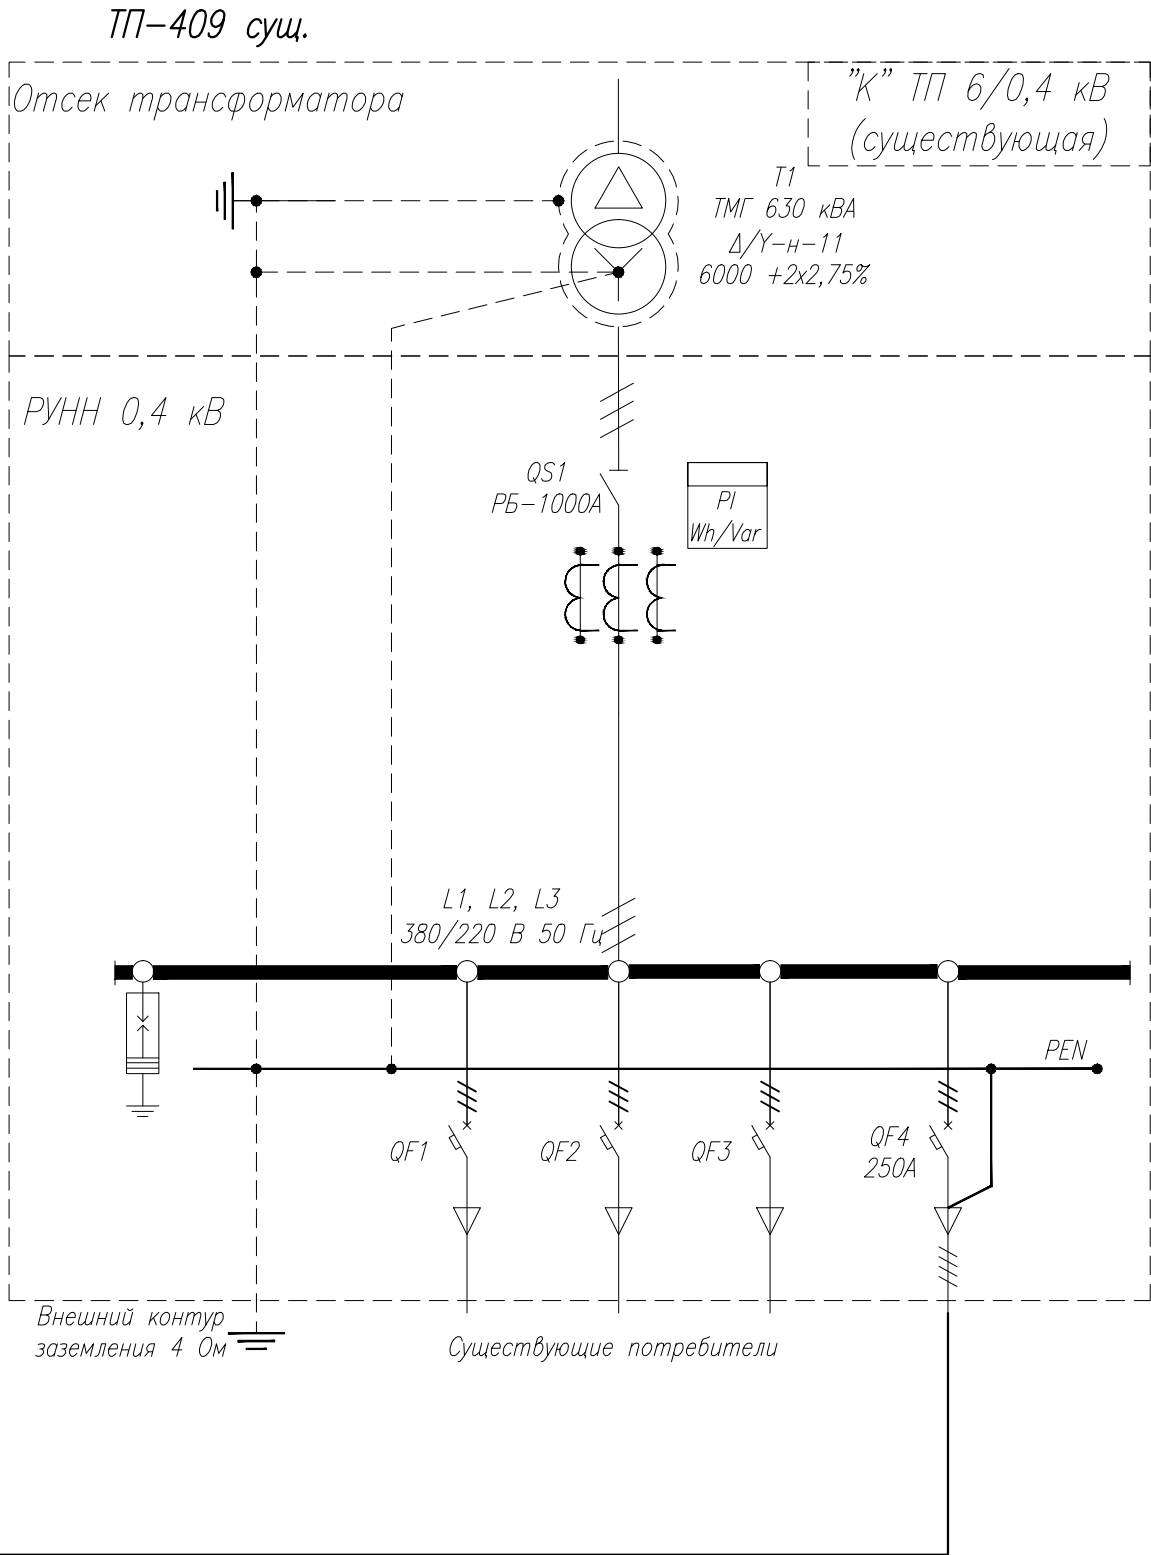 ТП-409 сущ.
Отсек трансформатора
"К" ТП 6/0,4 кВ
(существующая)
Т1
ТМГ 630 кВА
Δ/Y-н-11
6000 +2х2,75%
РУНН 0,4 кВ
QS1
РБ-1000А
PI
Wh/Var
L1, L2, L3
380/220 В 50 Гц
PEN
QF1
QF2
QF3
QF4
250А
Внешний контур
заземления 4 Ом
Существующие потребители